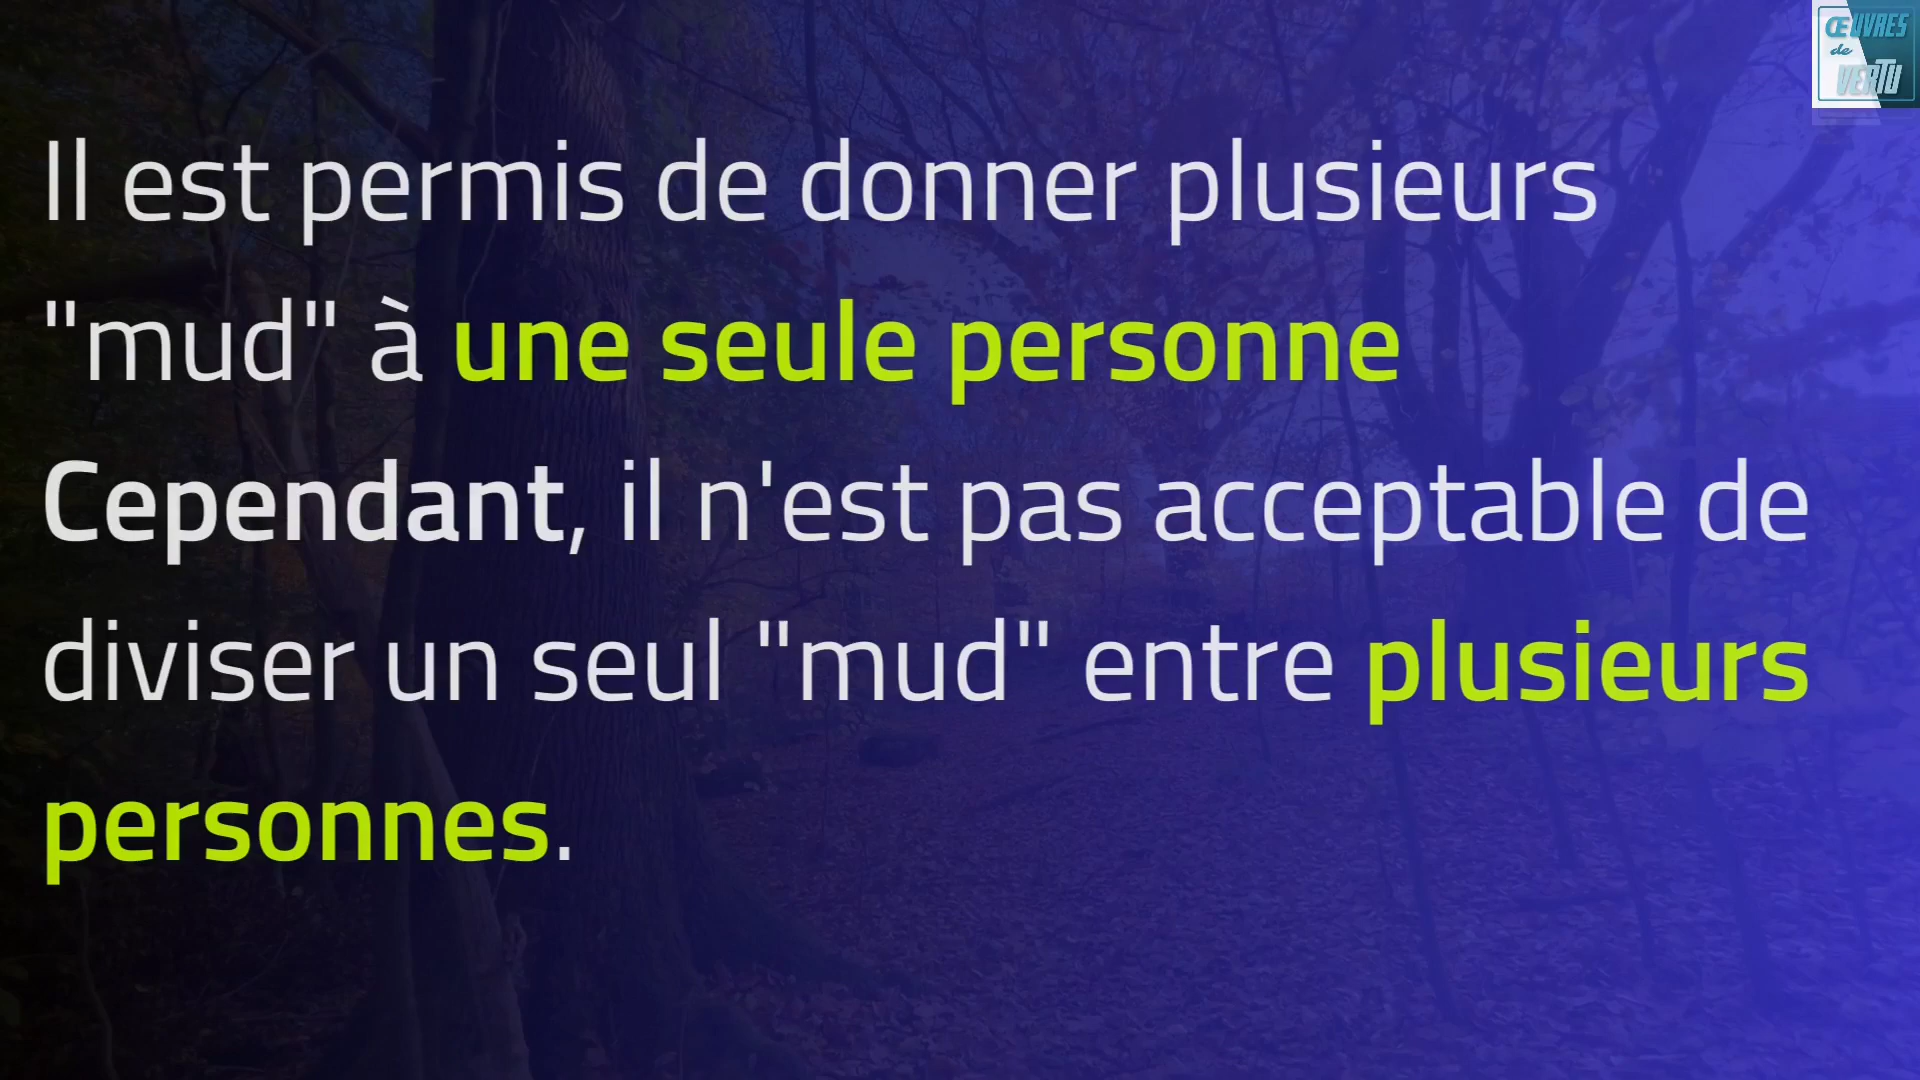 ŒUVRES
de
VERTU
Il est permis de donner plusieurs
"mud" à une seule personne
Cependant, il n'est pas acceptable de
diviser un seul "mud" entre plusieurs
personnes.